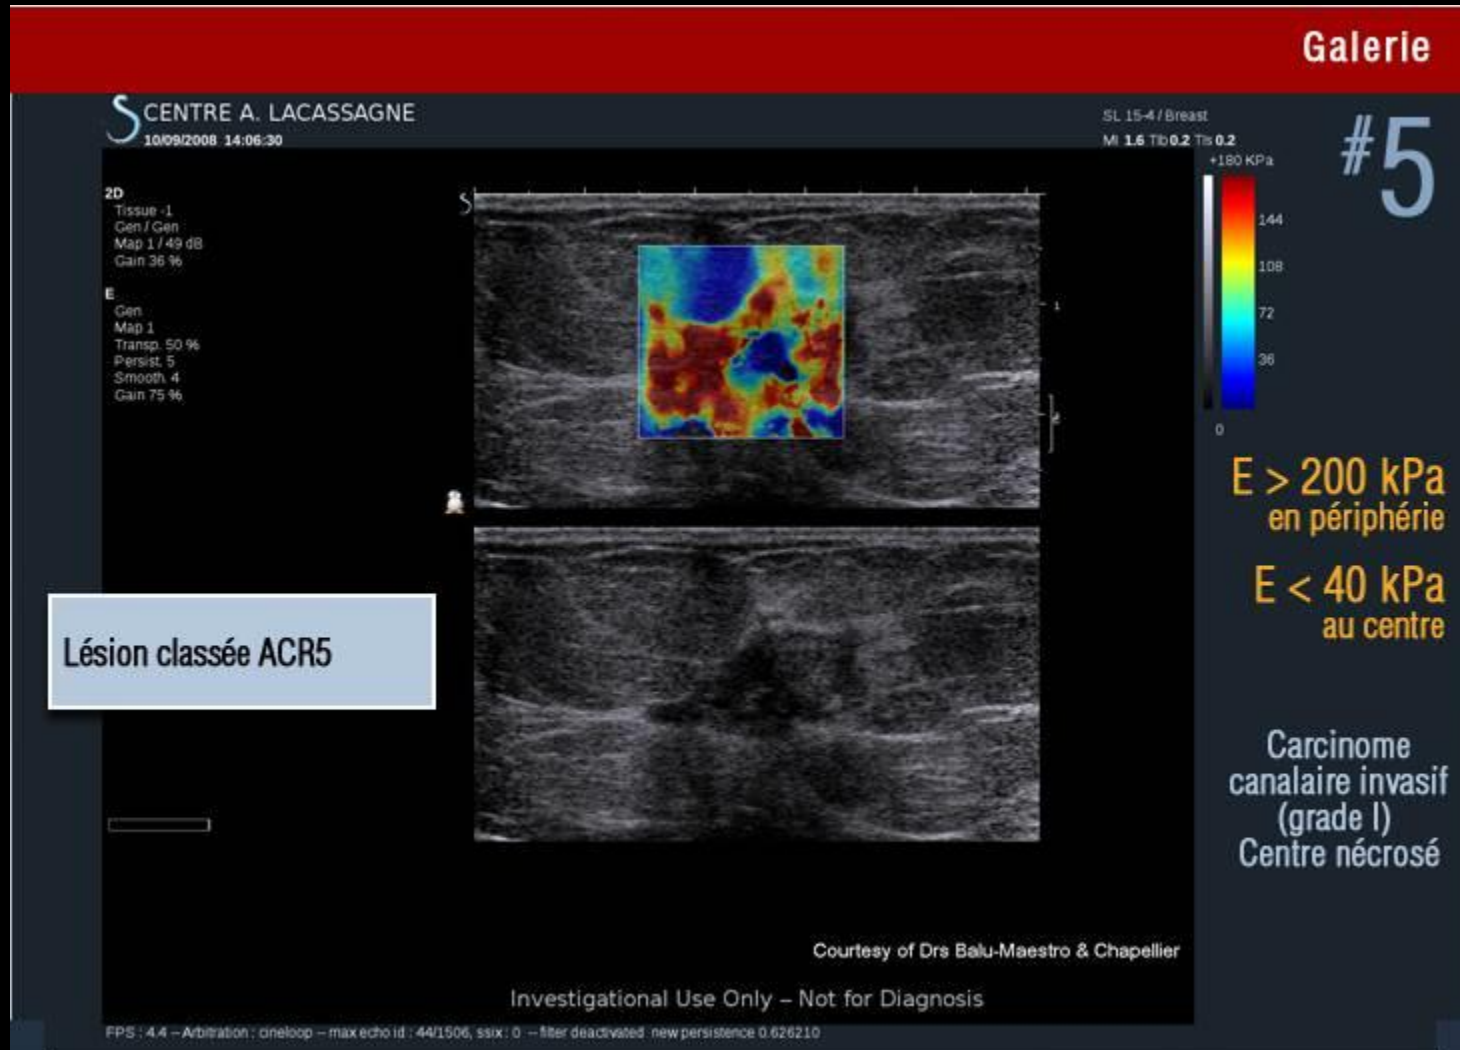 Galerie
CENTRE A. LACASSAGNE
10/09/2008 14:06:30
SL 15-4 / Breast
MI 1.6 TIb 0.2 TIs 0.2
#5
+180 KPa
144
108
72
36
0
2D
Tissue -1
Gen / Gen
Map 1 / 49 dB
Gain 36 %
E
Gen
Map 1
Transp. 50 %
Persist. 5
Smooth. 4
Gain 75 %
1
2
E > 200 kPa
en périphérie
E < 40 kPa
au centre
Lésion classée ACR5
Carcinome
canalaire invasif
(grade I)
Centre nécrosé
Courtesy of Drs Balu-Maestro & Chapellier
Investigational Use Only – Not for Diagnosis
FPS : 4.4 – Arbitration : cineloop – max echo id : 44/1506, ssix : 0 – filter deactivated new persistence 0.626210